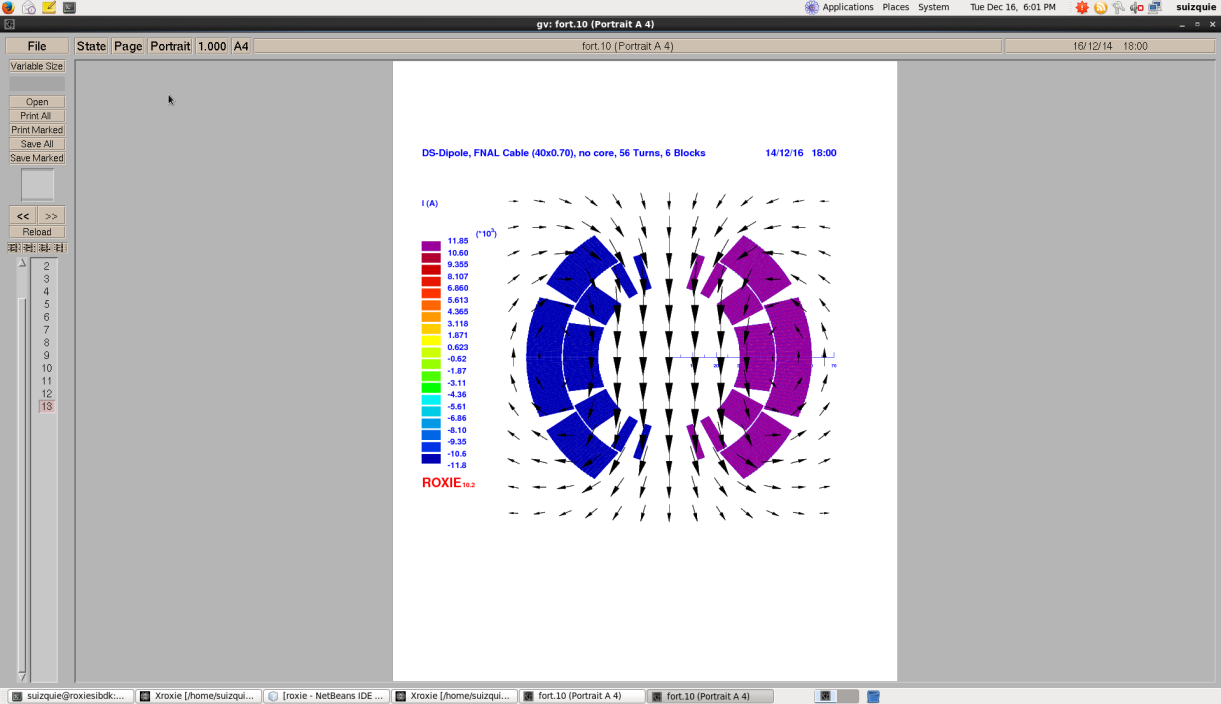 Applications Places System Tue Dec 16, 6:01 PM suizquie
gv: fort.10 (Portrait A 4)
File State Page Portrait 1.000 A4 fort.10 (Portrait A 4) 16/12/14 18:00
Variable Size
Open
Print All
Print Marked
Save All
Save Marked
<< >>
Reload
2
3
4
5
6
7
8
9
10
11
12
13
DS-Dipole, FNAL Cable (40x0.70), no core, 56 Turns, 6 Blocks 14/12/16 18:00
I (A)
(*10³)
11.85
10.60
9.355
8.107
6.860
5.613
4.365
3.118
1.871
0.623
-0.62
-1.87
-3.11
-4.36
-5.61
-6.86
-8.10
-9.35
-10.6
-11.8
70
ROXIE 10.2
suizquie@roxiesibdk:... Xroxie [/home/suizqui... [roxie - NetBeans IDE ... Xroxie [/home/suizqui... fort.10 (Portrait A 4) fort.10 (Portrait A 4)